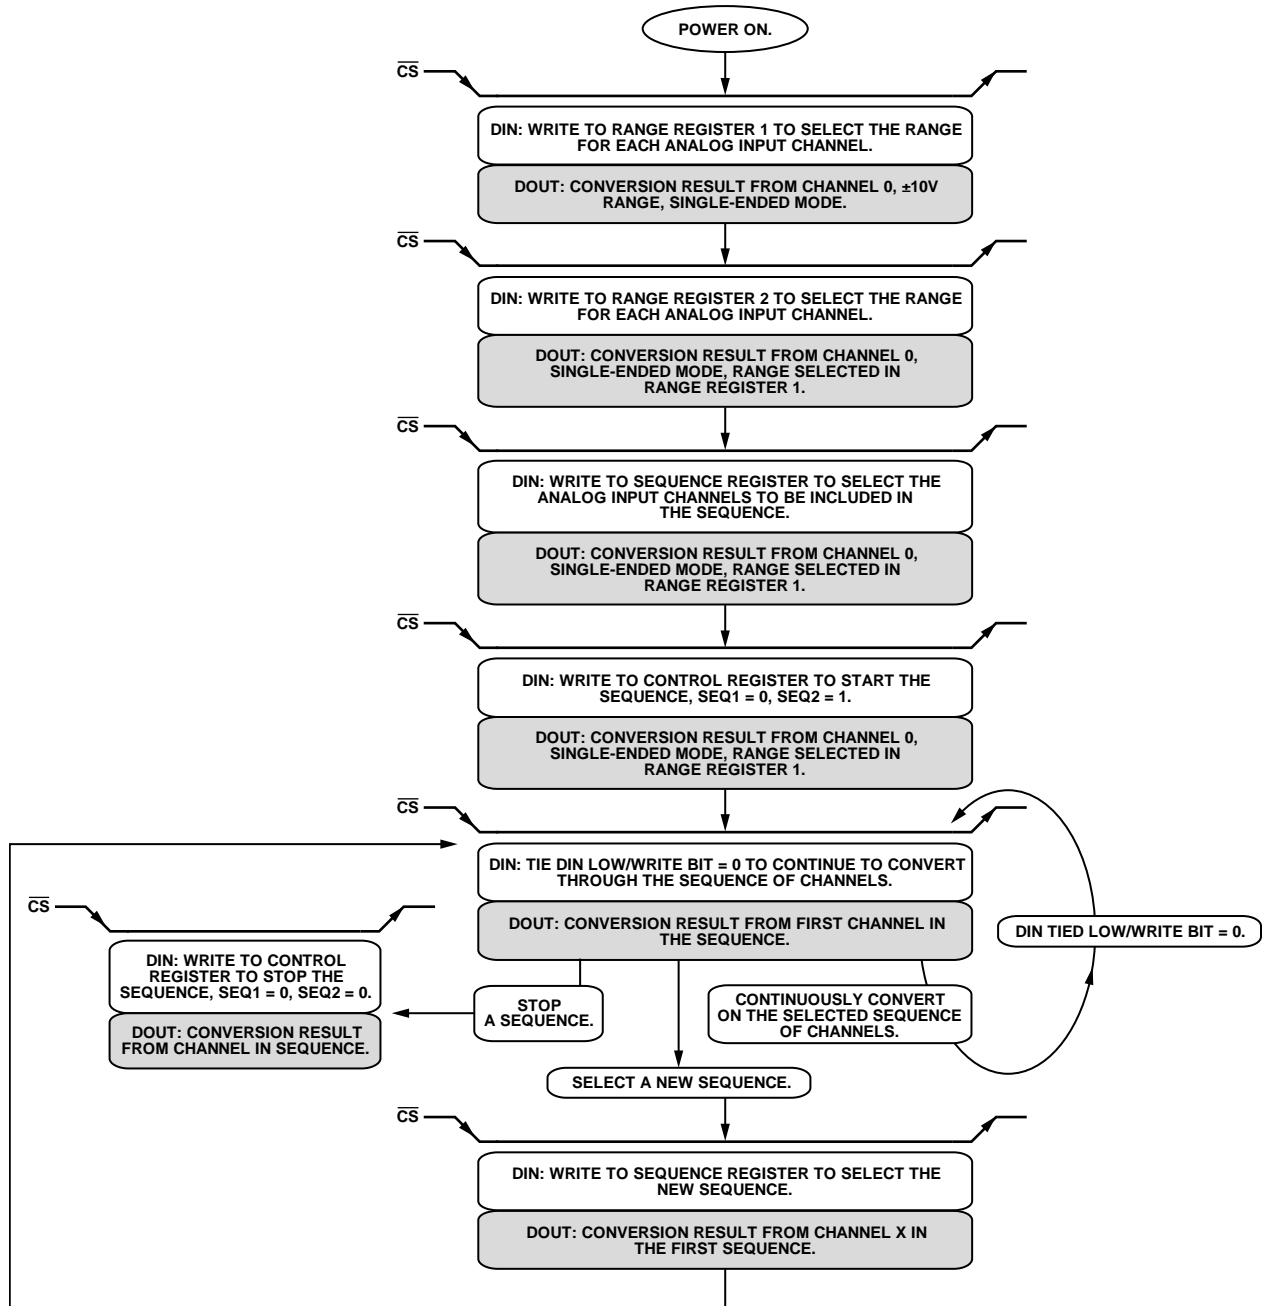 POWER ON.
CS
DIN: WRITE TO RANGE REGISTER 1 TO SELECT THE RANGE
FOR EACH ANALOG INPUT CHANNEL.
DOUT: CONVERSION RESULT FROM CHANNEL 0, ±10V
RANGE, SINGLE-ENDED MODE.
CS
DIN: WRITE TO RANGE REGISTER 2 TO SELECT THE RANGE
FOR EACH ANALOG INPUT CHANNEL.
DOUT: CONVERSION RESULT FROM CHANNEL 0,
SINGLE-ENDED MODE, RANGE SELECTED IN
RANGE REGISTER 1.
CS
DIN: WRITE TO SEQUENCE REGISTER TO SELECT THE
ANALOG INPUT CHANNELS TO BE INCLUDED IN
THE SEQUENCE.
DOUT: CONVERSION RESULT FROM CHANNEL 0,
SINGLE-ENDED MODE, RANGE SELECTED IN
RANGE REGISTER 1.
CS
DIN: WRITE TO CONTROL REGISTER TO START THE
SEQUENCE, SEQ1 = 0, SEQ2 = 1.
DOUT: CONVERSION RESULT FROM CHANNEL 0,
SINGLE-ENDED MODE, RANGE SELECTED IN
RANGE REGISTER 1.
CS
DIN: TIE DIN LOW/WRITE BIT = 0 TO CONTINUE TO CONVERT
THROUGH THE SEQUENCE OF CHANNELS.
DOUT: CONVERSION RESULT FROM FIRST CHANNEL IN
THE SEQUENCE.
DIN TIED LOW/WRITE BIT = 0.
CS
DIN: WRITE TO CONTROL
REGISTER TO STOP THE
SEQUENCE, SEQ1 = 0, SEQ2 = 0.
DOUT: CONVERSION RESULT
FROM CHANNEL IN SEQUENCE.
STOP
A SEQUENCE.
CONTINUOUSLY CONVERT
ON THE SELECTED SEQUENCE
OF CHANNELS.
SELECT A NEW SEQUENCE.
CS
DIN: WRITE TO SEQUENCE REGISTER TO SELECT THE
NEW SEQUENCE.
DOUT: CONVERSION RESULT FROM CHANNEL X IN
THE FIRST SEQUENCE.